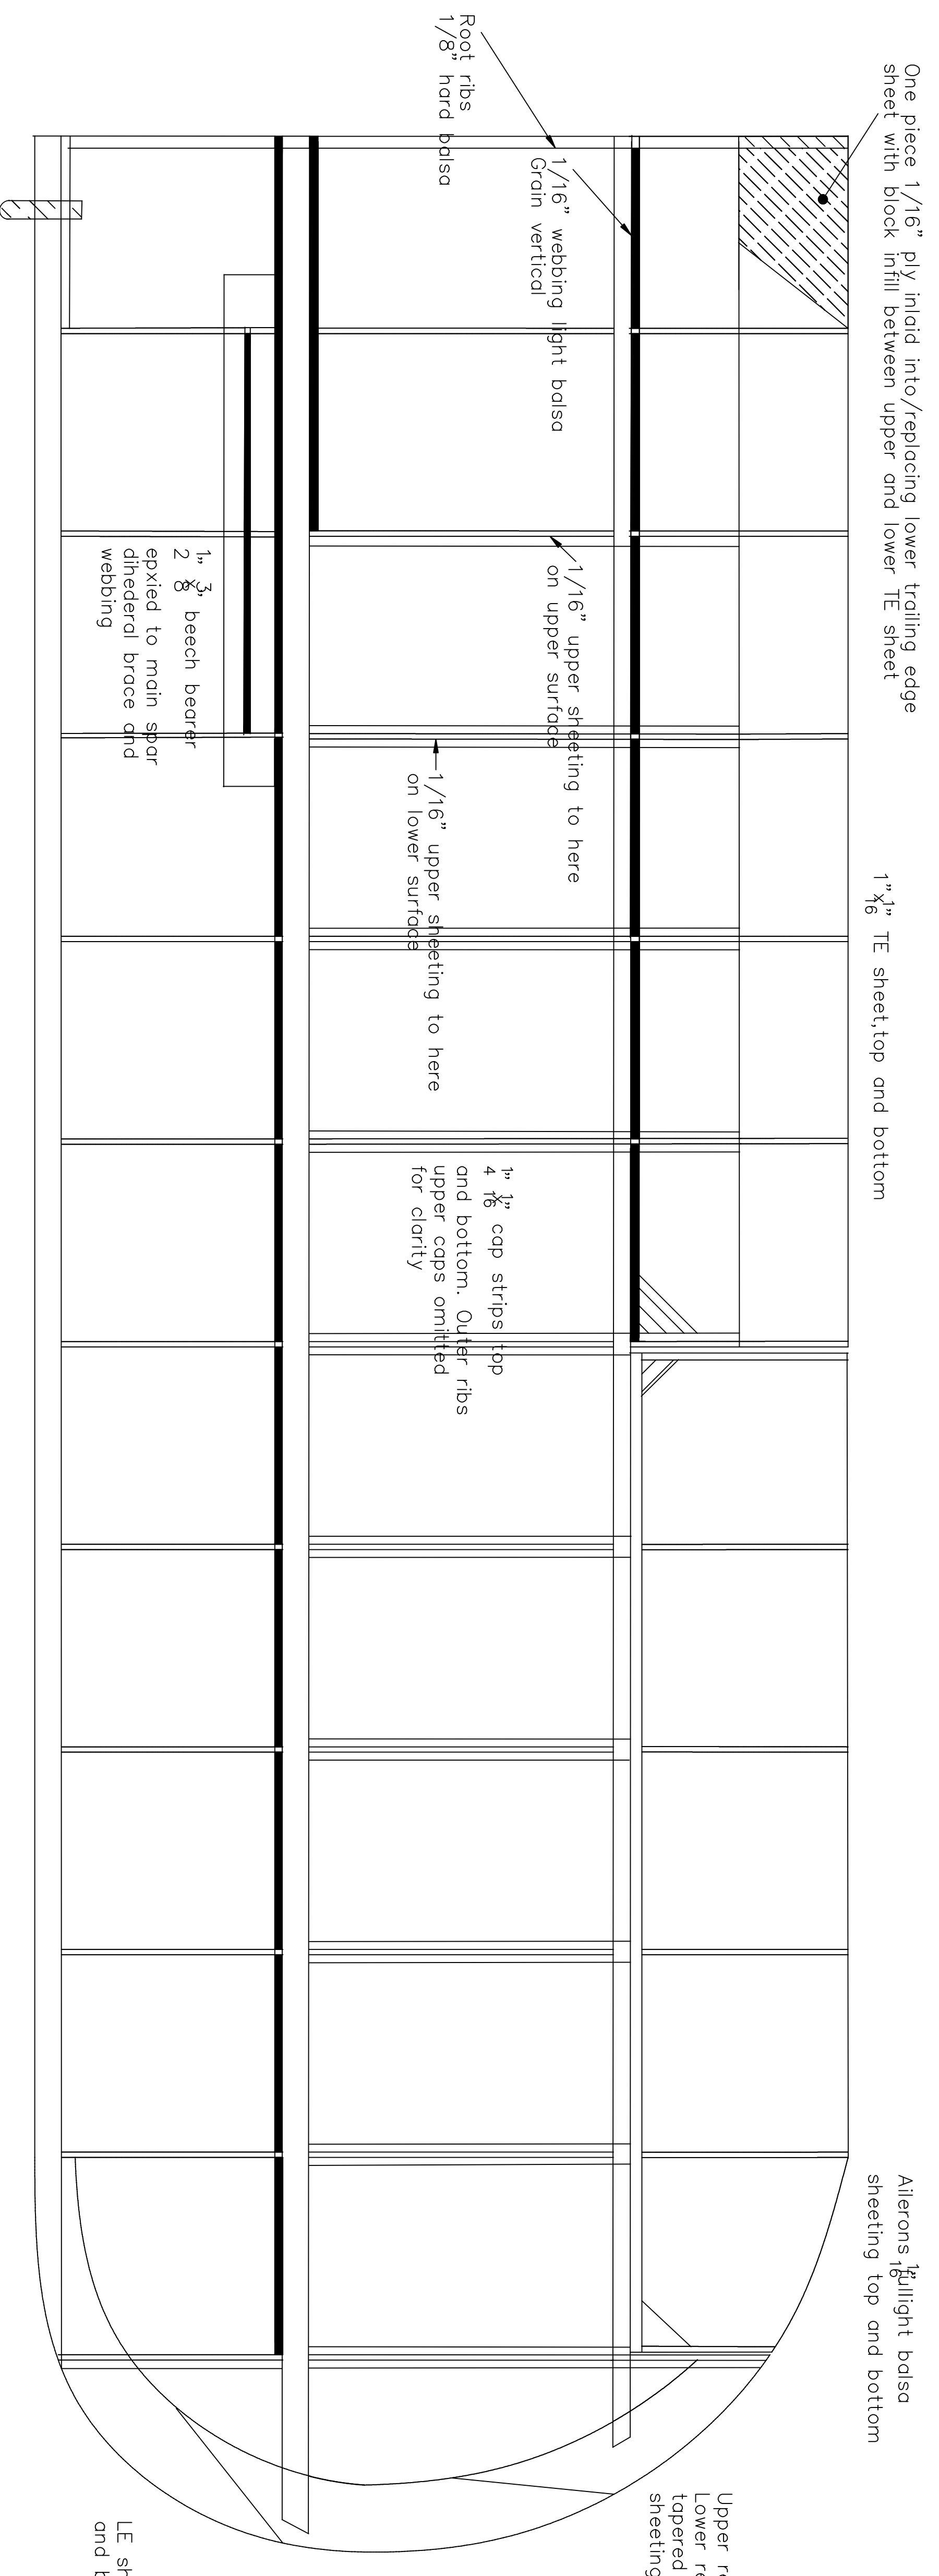 One piece 1/16" ply inlaid into/replacing lower trailing edge
sheet with block infill between upper and lower TE sheet
Root ribs
1/8" hard balsa
1/16" webbing light balsa
Grain vertical
1/16" upper sheeting to here
on upper surface
1/16" upper sheeting to here
on lower surface
1" 3"
2 x 8 beech bearer
epxied to main spar
dihederal brace and
webbing
1"x1"
16 TE sheet,top and bottom
1" 1"
4 x 16 cap strips top
and bottom. Outer ribs
upper caps omitted
for clarity
Ailerons 1"
16 fullight balsa
sheeting top and bottom
Upper
Lower
tapered
sheeting
LE
and